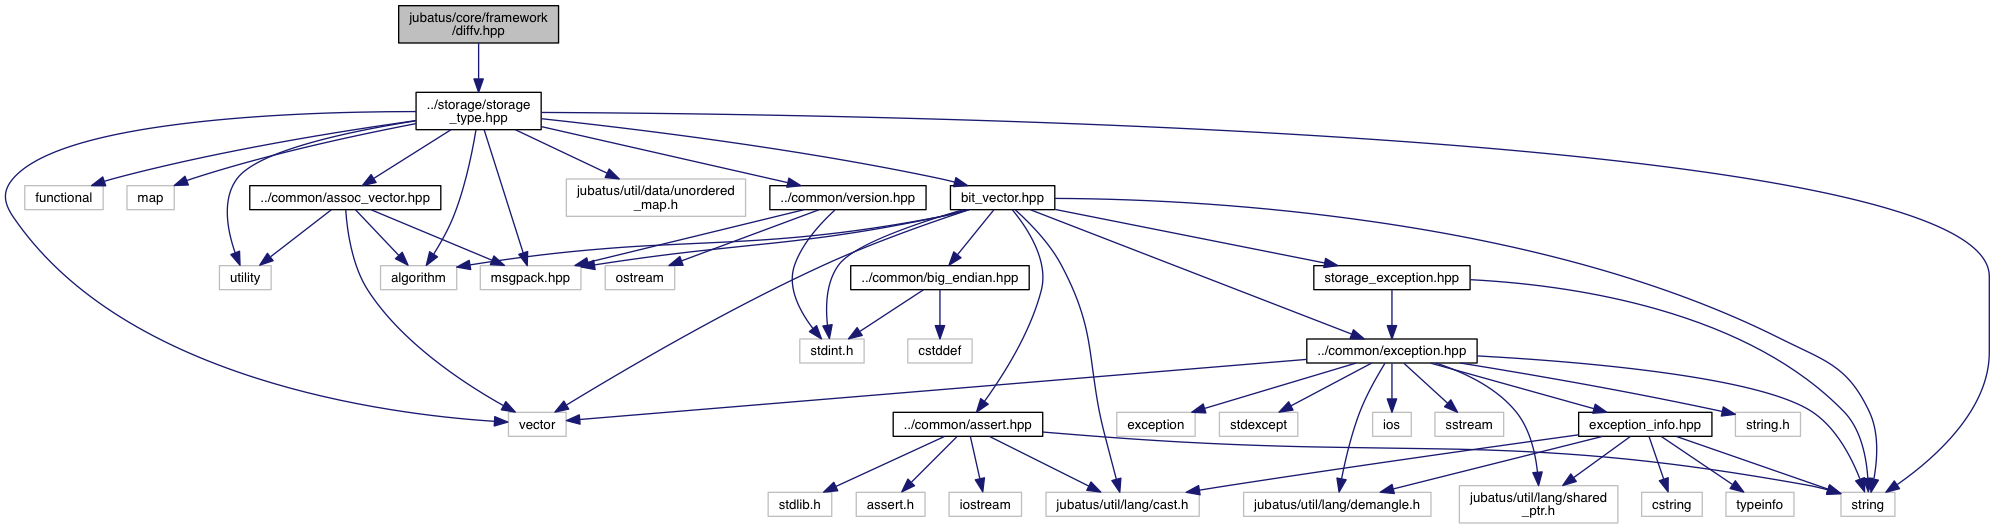 jubatus/core/framework
/diffv.hpp
../storage/storage
_type.hpp
functional
map
../common/assoc_vector.hpp
jubatus/util/data/unordered
_map.h
../common/version.hpp
bit_vector.hpp
utility
algorithm
msgpack.hpp
ostream
../common/big_endian.hpp
storage_exception.hpp
stdint.h
cstddef
../common/exception.hpp
vector
../common/assert.hpp
exception
stdexcept
ios
sstream
exception_info.hpp
string.h
stdlib.h
assert.h
iostream
jubatus/util/lang/cast.h
jubatus/util/lang/demangle.h
jubatus/util/lang/shared
_ptr.h
cstring
typeinfo
string